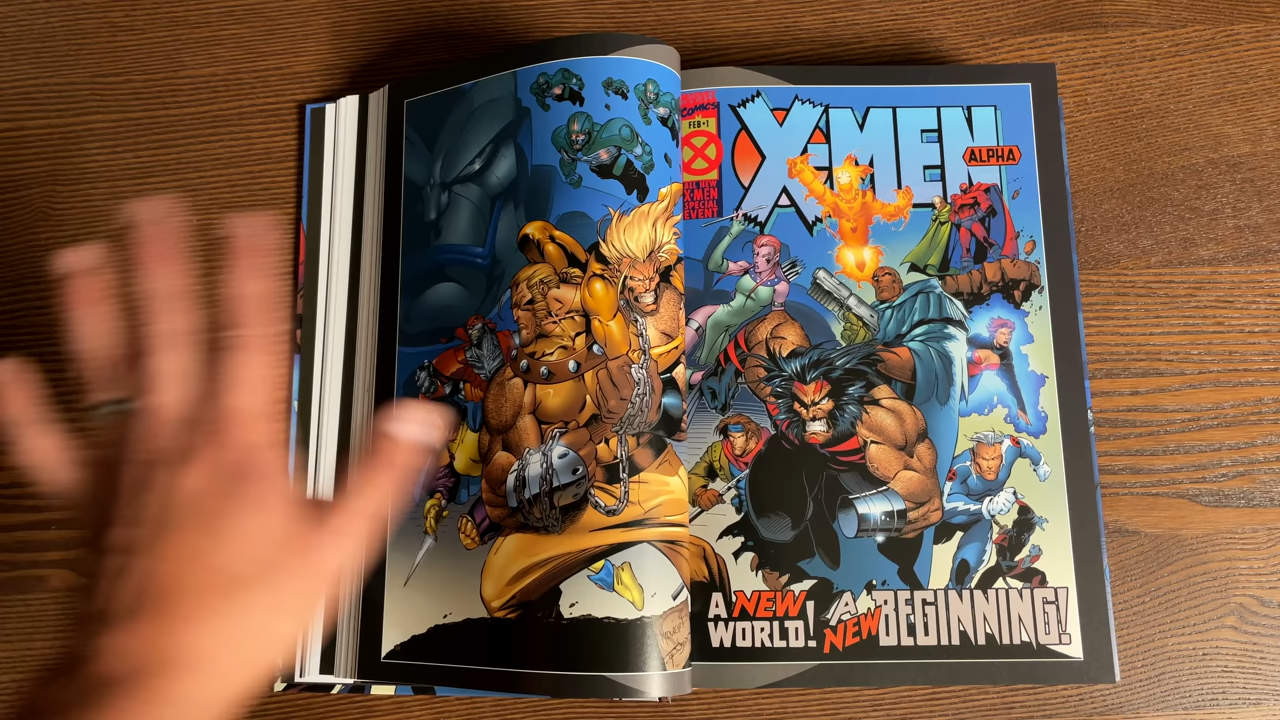 MARVEL
COMICS
FEB • 1
ALL NEW
X-MEN
SPECIAL
EVENT
X-MEN
ALPHA
A NEW
WORLD!
A
NEW BEGINNING!